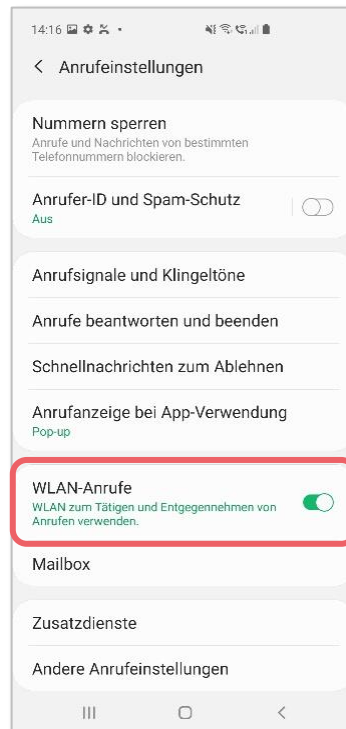 14:16
Anrufeinstellungen
Nummern sperren
Anrufe und Nachrichten von bestimmten
Telefonnummern blockieren.
Anrufer-ID und Spam-Schutz
Aus
Anrufsignale und Klingeltöne
Anrufe beantworten und beenden
Schnellnachrichten zum Ablehnen
Anrufanzeige bei App-Verwendung
Pop-up
WLAN-Anrufe
WLAN zum Tätigen und Entgegennehmen von
Anrufen verwenden.
Mailbox
Zusatzdienste
Andere Anrufeinstellungen